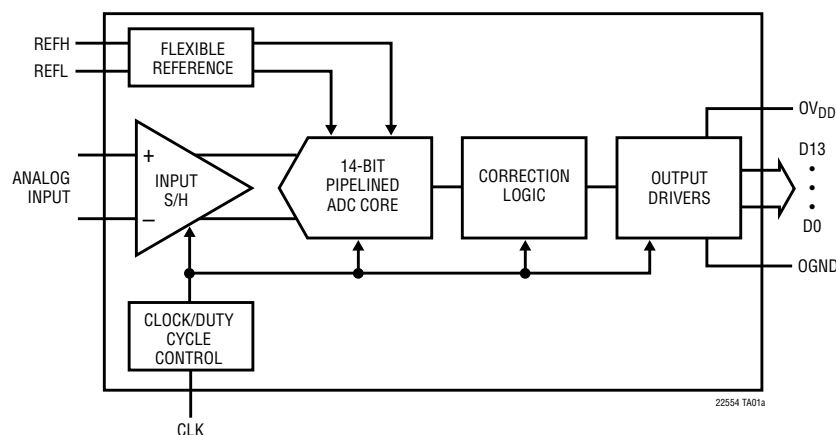 REFH
REFL
FLEXIBLE
REFERENCE
OVDD
D13
•
•
•
D0
OGND
ANALOG
INPUT
+
−
INPUT
S/H
14-BIT
PIPELINED
ADC CORE
CORRECTION
LOGIC
OUTPUT
DRIVERS
CLOCK/DUTY
CYCLE
CONTROL
CLK
22554 TA01a